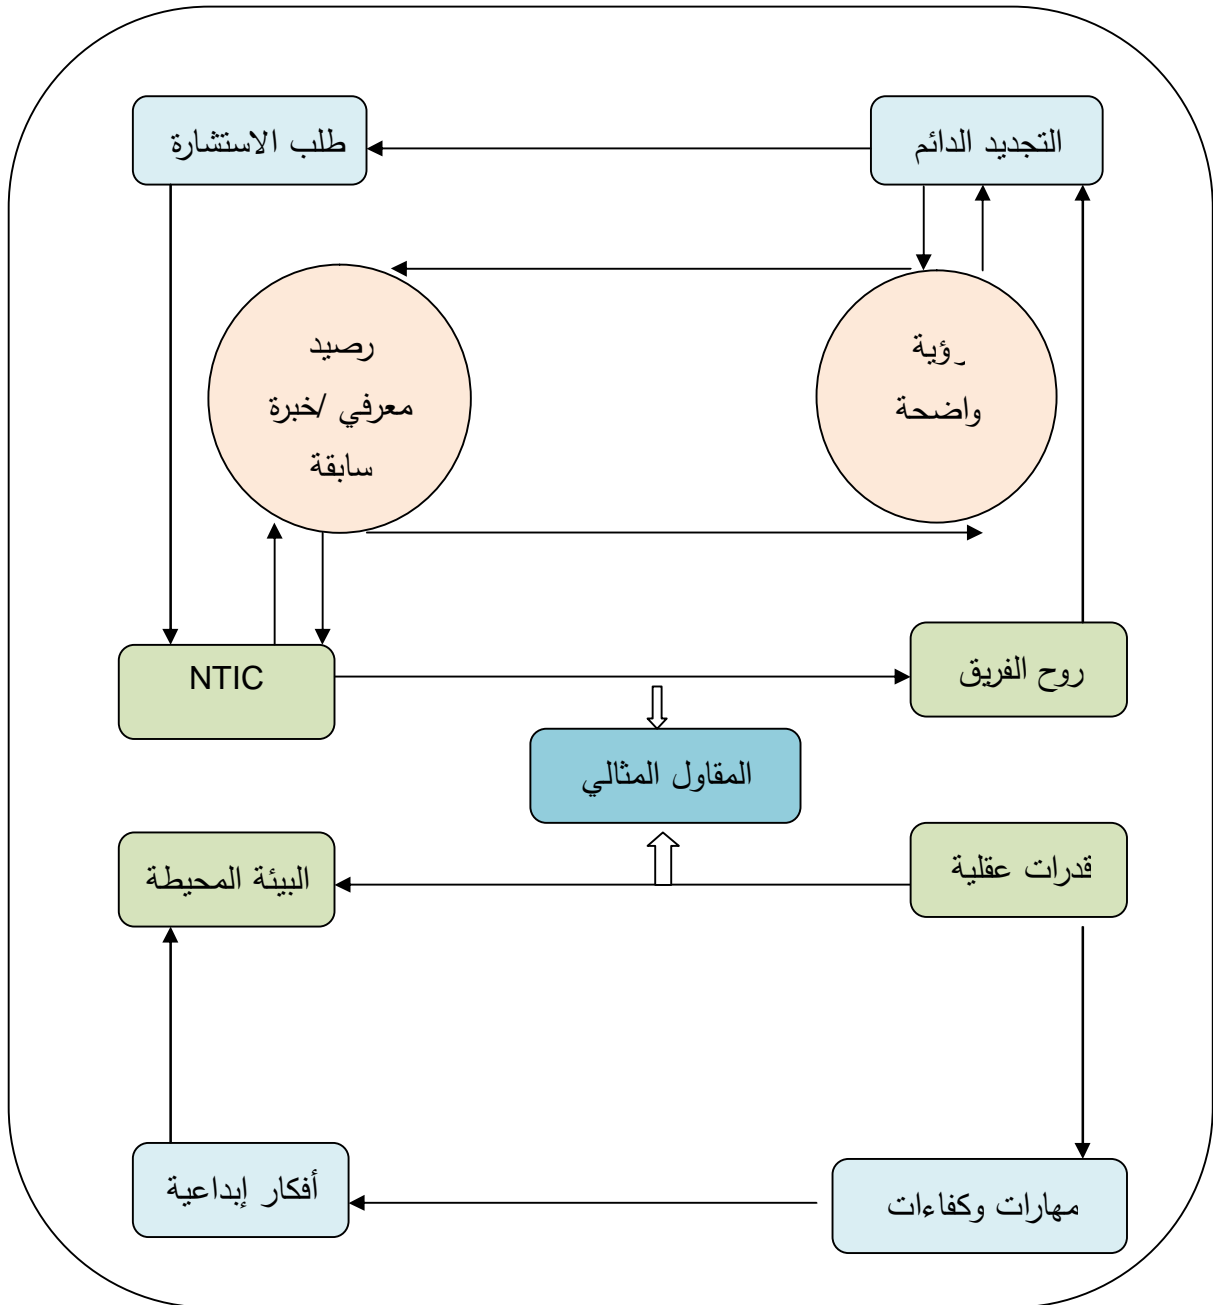 التجديد الدائم
طلب الاستشارة
رؤية
واضحة
رصيد
معرفي /خبرة
سابقة
روح الفريق
NTIC
المقاول المثالي
قدرات عقلية
البيئة المحيطة
مهارات وكفاءات
أفكار إبداعية